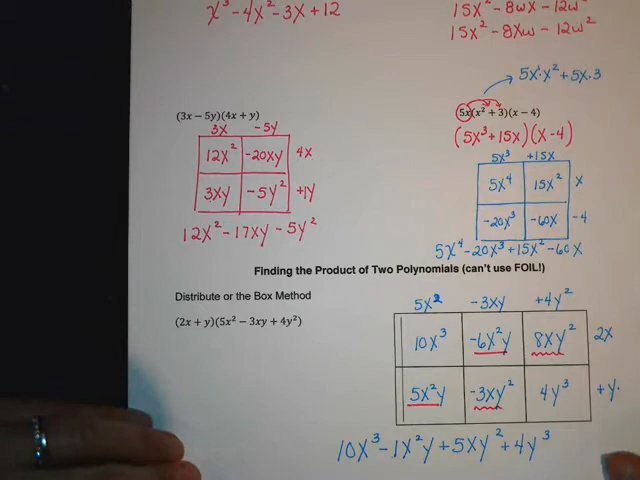 x³ - 4x² - 3x + 12
15x² - 8wx - 12w²
15x² - 8xw - 12w²
5x¹·x² + 5x·3
(3x − 5y)(4x + y)
3x -5y
12x² -20xy 4x
3xy -5y² +1y
12x² - 17xy - 5y²
5x(x² + 3)(x − 4)
(5x³ + 15x)(x - 4)
5x³ +15x
5x⁴ 15x² x
-20x³ -60x -4
5x⁴ - 20x³ + 15x² - 60x
Finding the Product of Two Polynomials (can't use FOIL!)
Distribute or the Box Method
(2x + y)(5x² − 3xy + 4y²)
5x² -3xy +4y²
10x³ -6x²y 8xy² 2x
5x²y -3xy² 4y³ +y
10x³ - 1x²y + 5xy² + 4y³